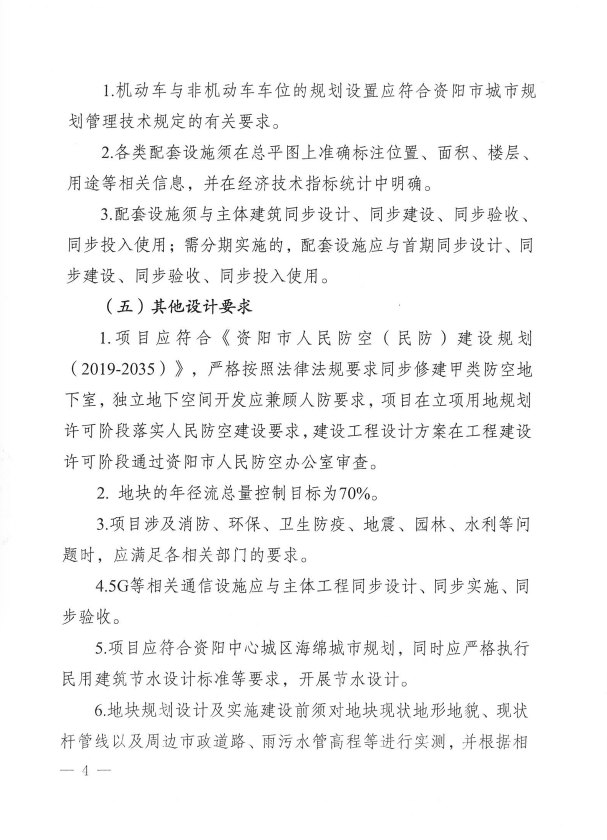 1.机动车与非机动车车位的规划设置应符合资阳市城市规
划管理技术规定的有关要求。
2.各类配套设施须在总平图上准确标注位置、面积、楼层、
用途等相关信息，并在经济技术指标统计中明确。
3.配套设施须与主体建筑同步设计、同步建设、同步验收、
同步投入使用；需分期实施的，配套设施应与首期同步设计、同
步建设、同步验收、同步投入使用。
（五）其他设计要求
1.项目应符合《资阳市人民防空（民防）建设规划
（2019-2035）》，严格按照法律法规要求同步修建甲类防空地
下室，独立地下空间开发应兼顾人防要求，项目在立项用地规划
许可阶段落实人民防空建设要求，建设工程设计方案在工程建设
许可阶段通过资阳市人民防空办公室审查。
2. 地块的年径流总量控制目标为70%。
3.项目涉及消防、环保、卫生防疫、地震、园林、水利等问
题时，应满足各相关部门的要求。
4.5G等相关通信设施应与主体工程同步设计、同步实施、同
步验收。
5.项目应符合资阳中心城区海绵城市规划，同时应严格执行
民用建筑节水设计标准等要求，开展节水设计。
6.地块规划设计及实施建设前须对地块现状地形地貌、现状
杆管线以及周边市政道路、雨污水管高程等进行实测，并根据相
— 4 —